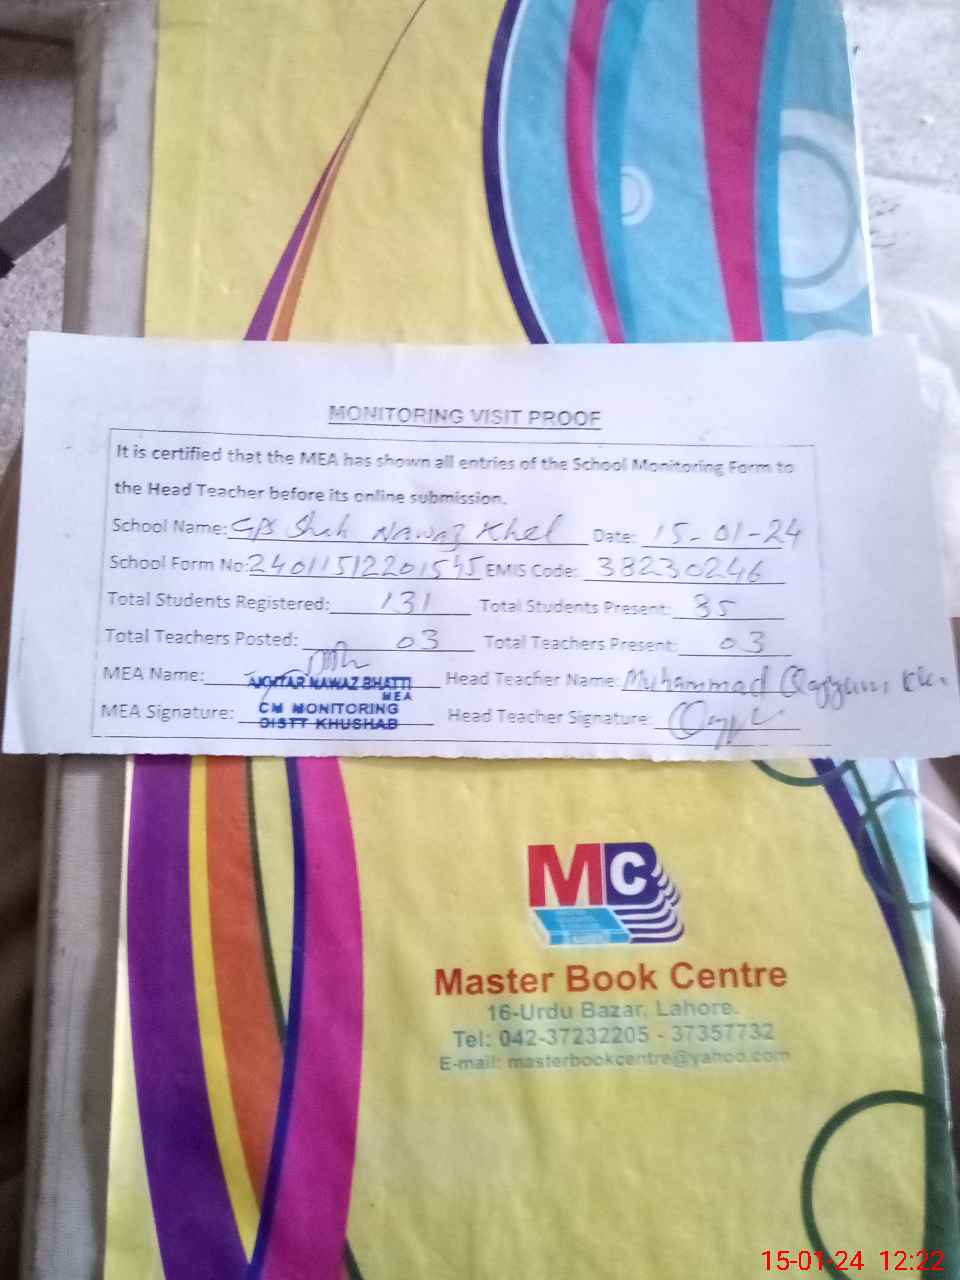 MONITORING VISIT PROOF
It is certified that the MEA has shown all entries of the School Monitoring Form to
the Head Teacher before its online submission.
School Name: GPS Shah Nawaz Khel Date: 15-01-24
School Form No: EMIS Code: 38230246
Total Students Registered: 131 Total Students Present: 35
Total Teachers Posted: 03 Total Teachers Present: 03
MEA Name: AKHTAR NAWAZ BHATTI Head Teacher Name: Muhammad Qayyum
MEA
MEA Signature: CM MONITORING Head Teacher Signature:
DISTT KHUSHAB
MC
Master Book Centre
16-Urdu Bazar, Lahore.
Tel: 042-37232205 - 37357732
E-mail: masterbookcentre@yahoo.com
15-01-24 12:22